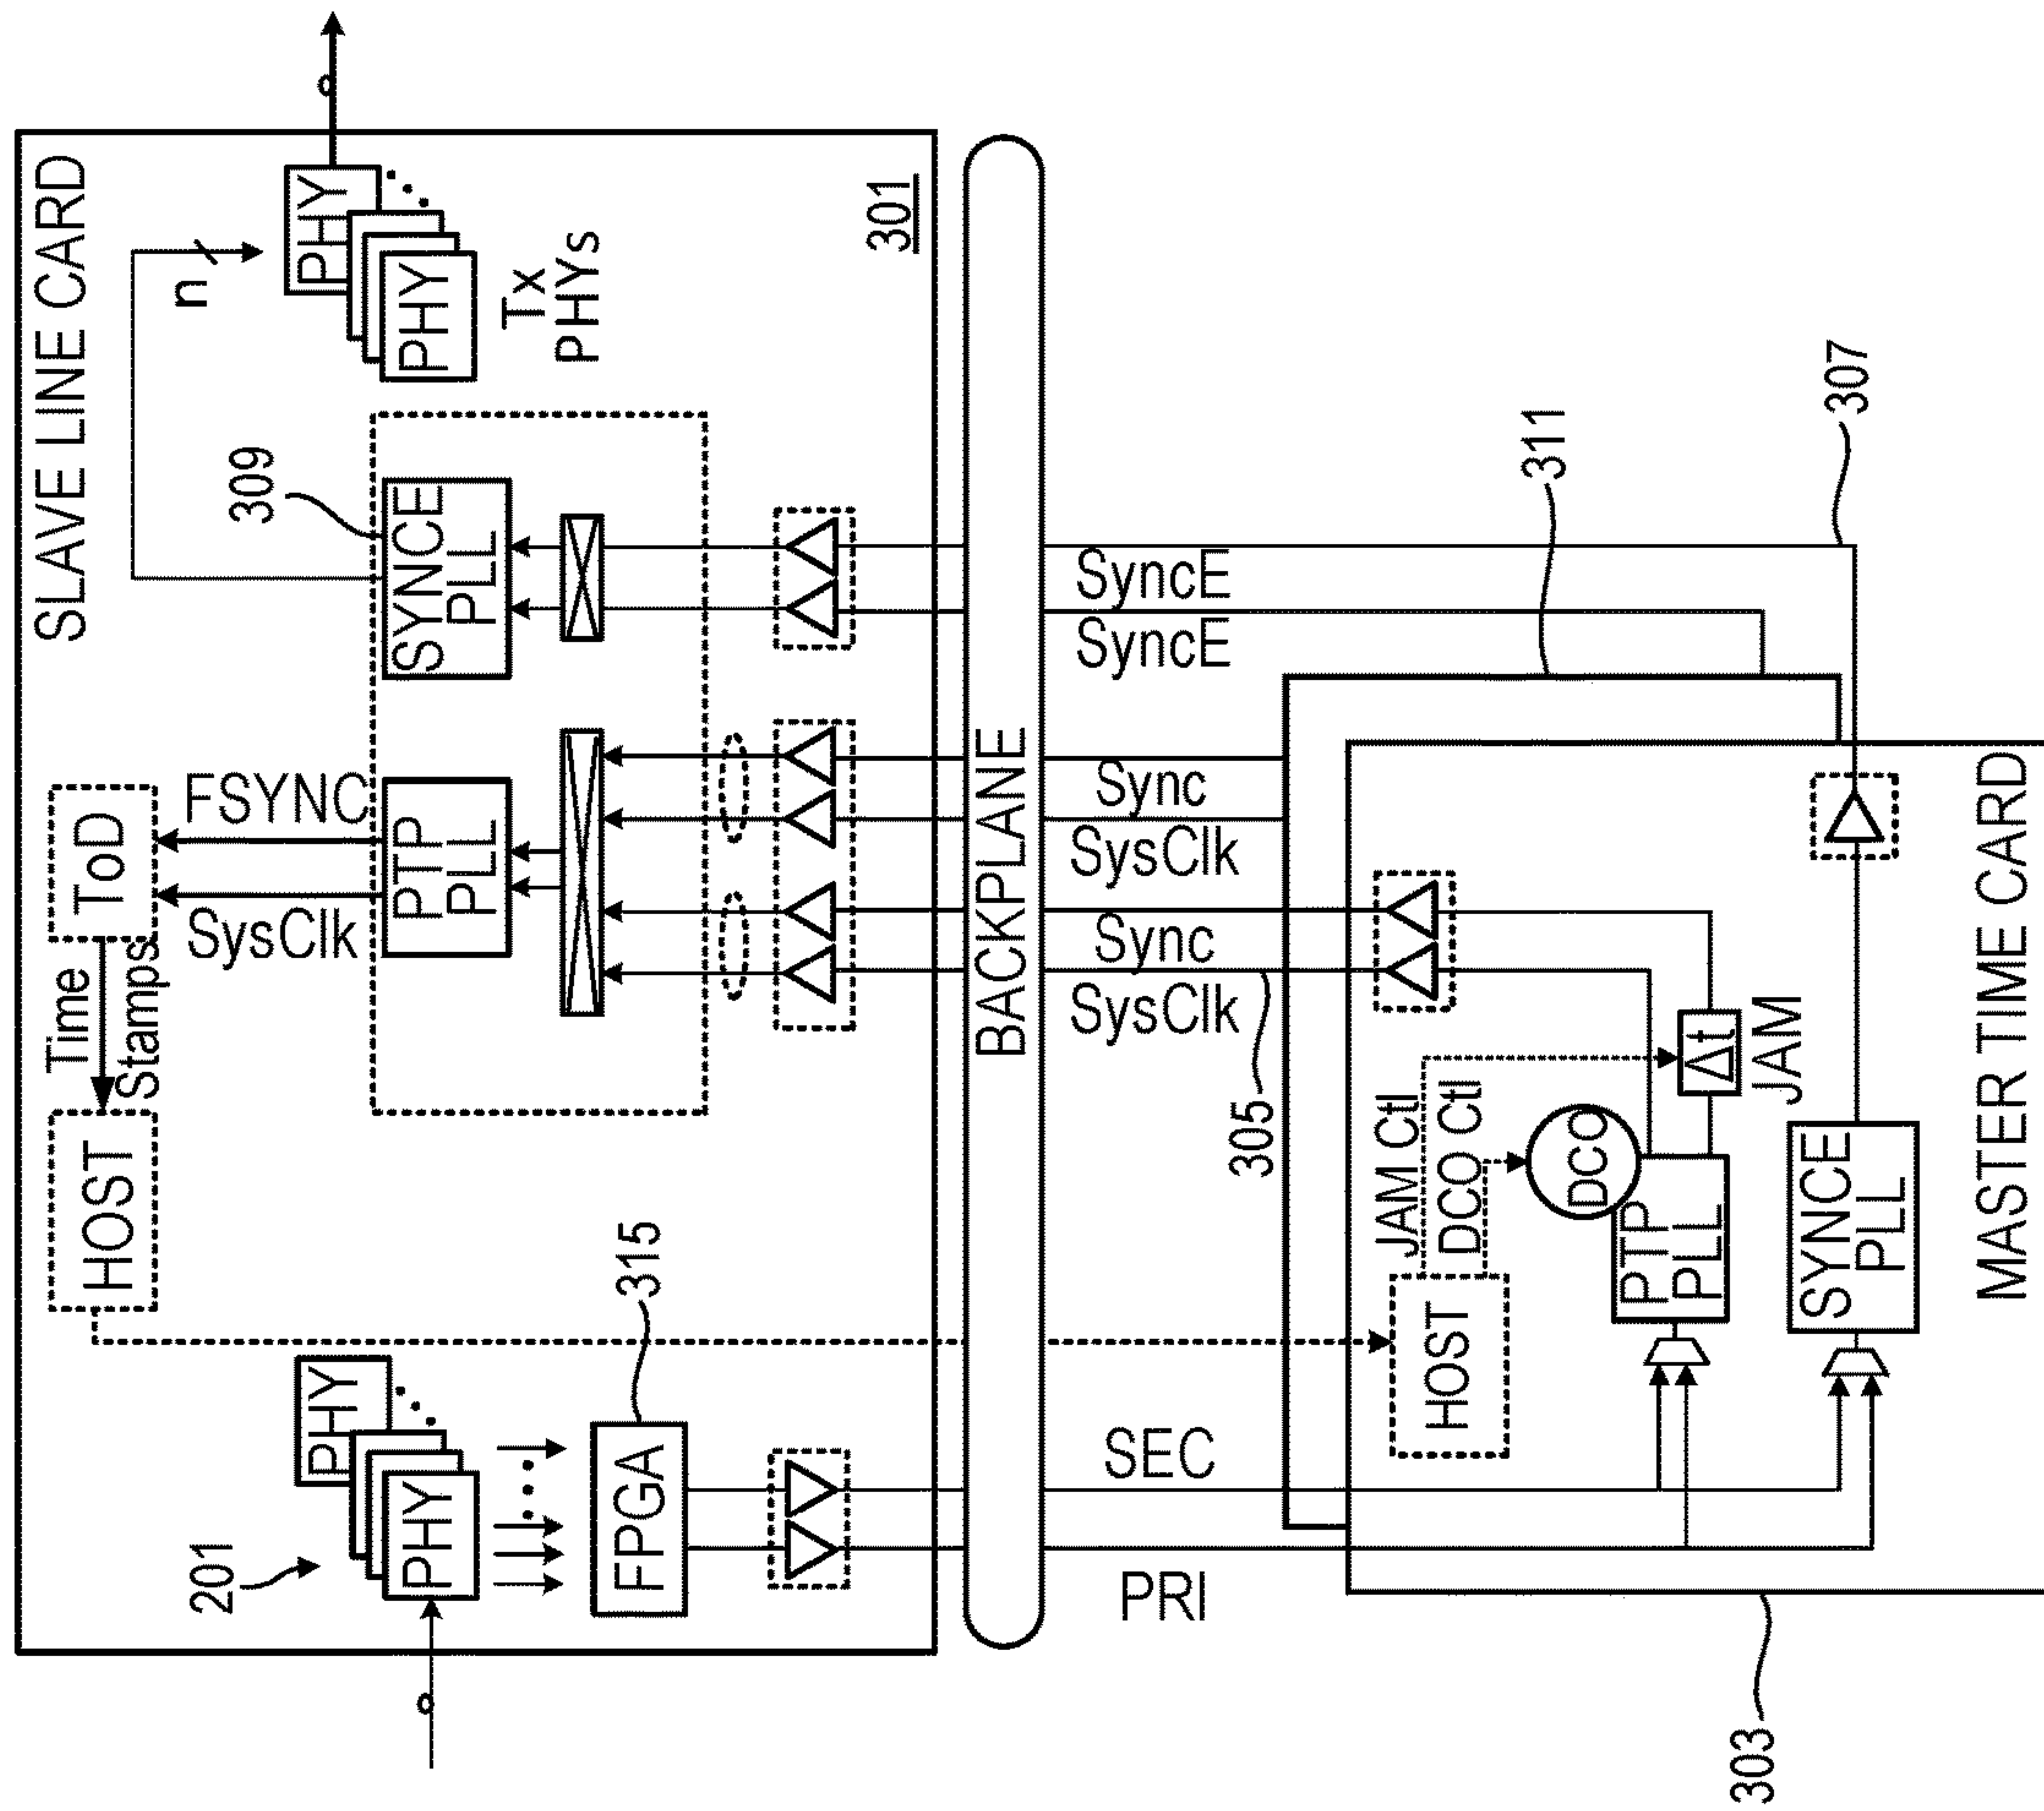 SLAVE LINE CARD
201
PHY
PHY
315
FPGA
HOST
Time
Stamps
ToD
SysClk
FSYNC
PTP
PLL
309
SYNCE
PLL
n
PHY
PHY
Tx
PHYs
301
BACKPLANE
PRI
SEC
SysClk
Sync
SysClk
Sync
SyncE
SyncE
305
311
307
HOST
JAM Ctl
DCO Ctl
DCO
PTP
PLL
Δt
JAM
SYNCE
PLL
MASTER TIME CARD
303